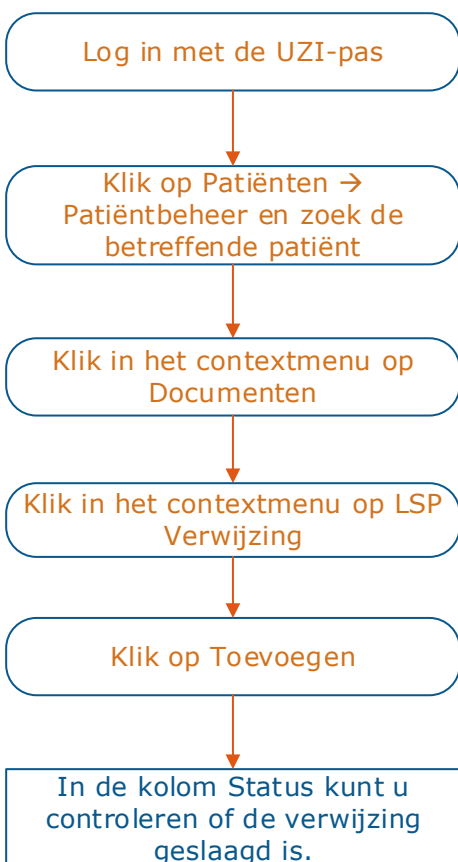 Log in met de UZI-pas
Klik op Patiënten →
Patiëntbeheer en zoek de
betreffende patiënt
Klik in het contextmenu op
Documenten
Klik in het contextmenu op LSP
Verwijzing
Klik op Toevoegen
In de kolom Status kunt u
controleren of de verwijzing
geslaagd is.